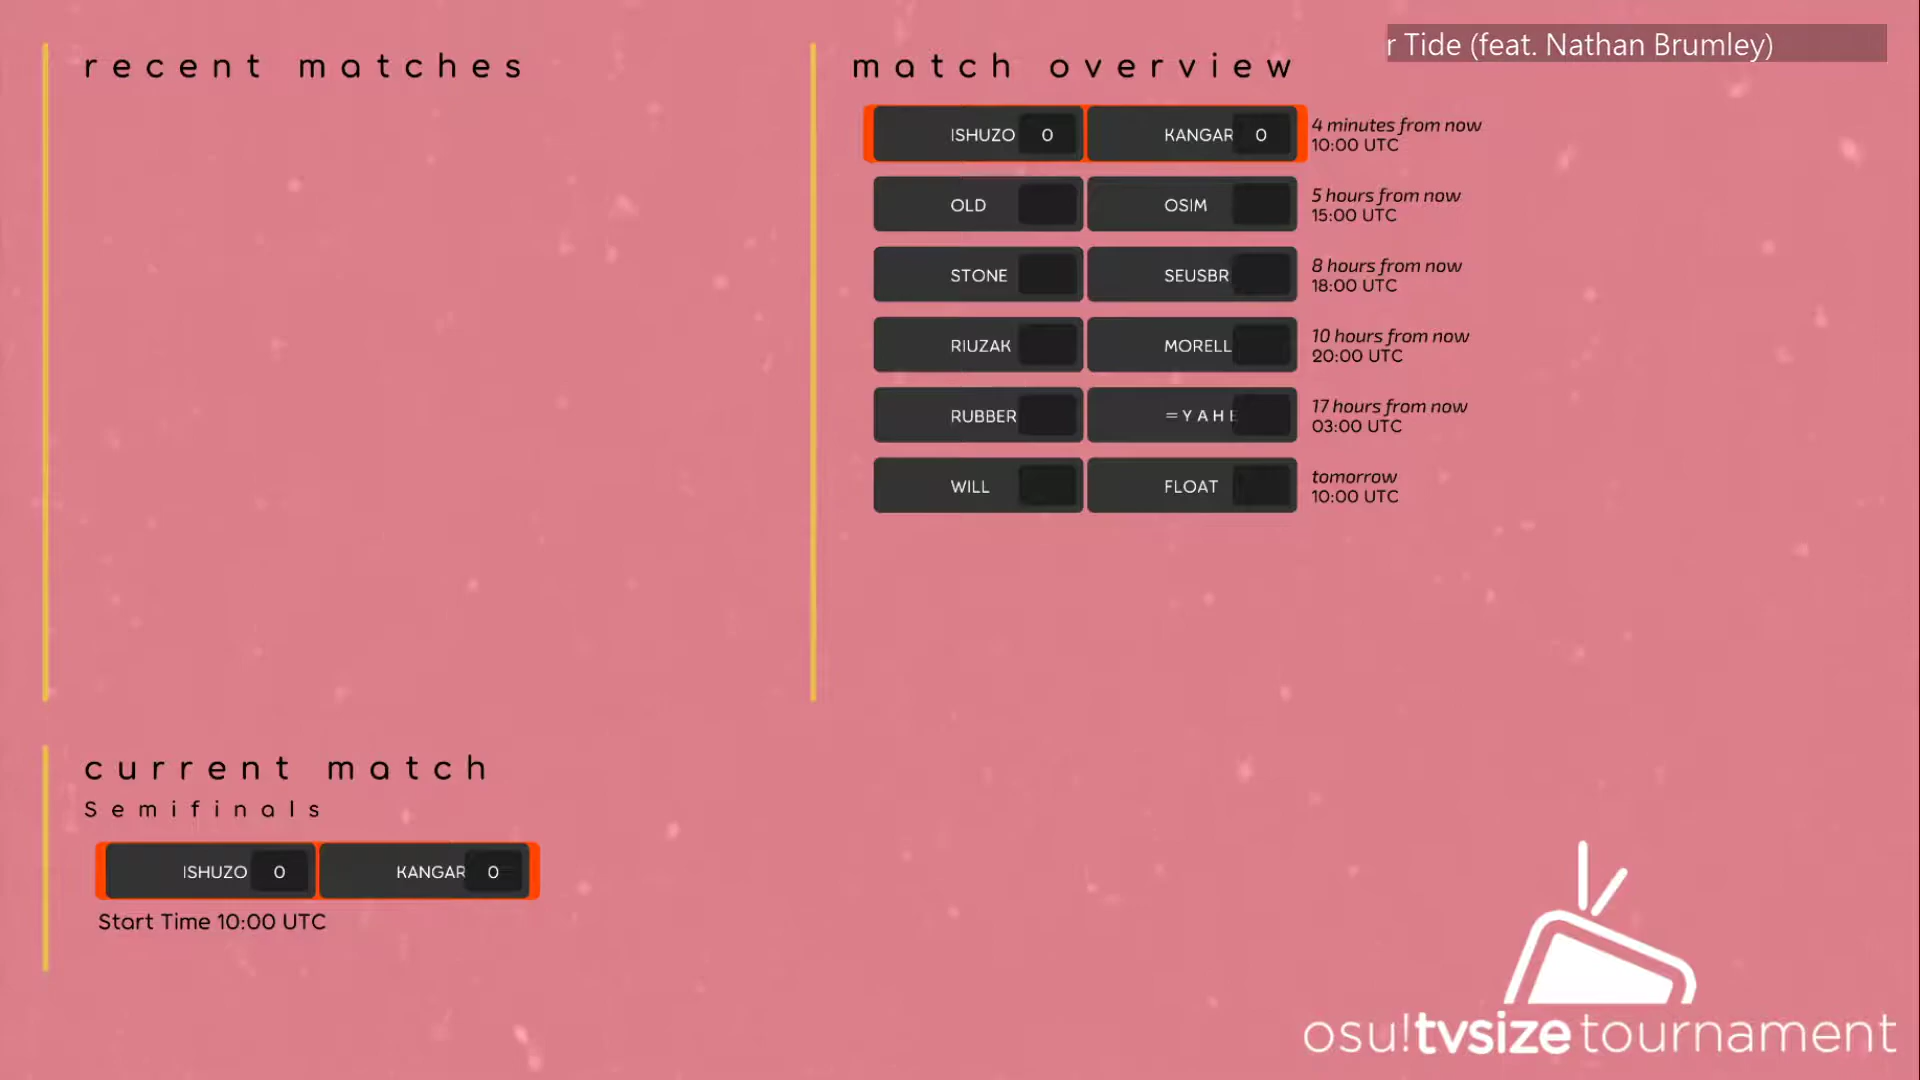 recent matches
match overview
r Tide (feat. Nathan Brumley)
ISHUZO 0 KANGAR 0 4 minutes from now
10:00 UTC
OLD OSIM 5 hours from now
15:00 UTC
STONE SEUSBR 8 hours from now
18:00 UTC
RIUZAK MORELL 10 hours from now
20:00 UTC
RUBBER =YAHE 17 hours from now
03:00 UTC
WILL FLOAT tomorrow
10:00 UTC
current match
Semifinals
ISHUZO 0 KANGAR 0
Start Time 10:00 UTC
osu!tvsizetournament